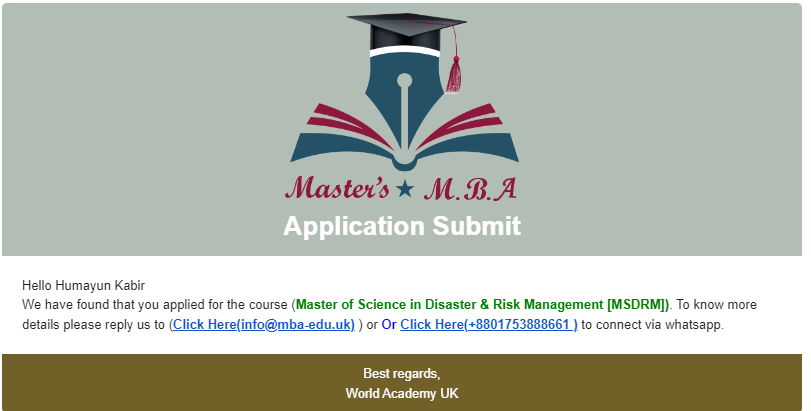 Master's ★ M.B.A
Application Submit
Hello Humayun Kabir
We have found that you applied for the course (Master of Science in Disaster & Risk Management [MSDRM]). To know more
details please reply us to (Click Here(info@mba-edu.uk) ) or Or Click Here(+8801753888661 ) to connect via whatsapp.
Best regards,
World Academy UK